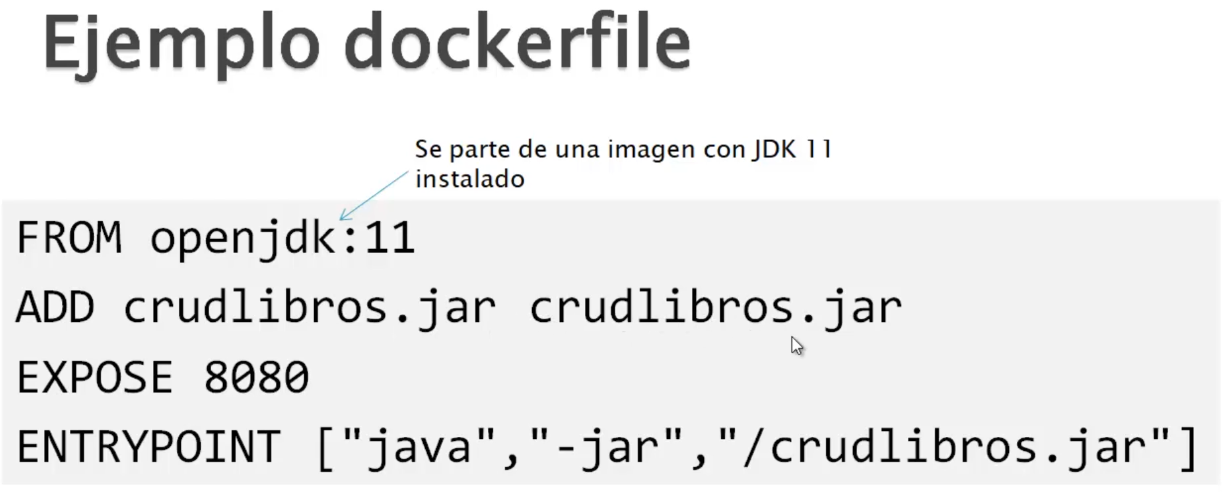 Ejemplo dockerfile
Se parte de una imagen con JDK 11
instalado
FROM openjdk:11
ADD crudlibros.jar crudlibros.jar
EXPOSE 8080
ENTRYPOINT ["java","-jar","/crudlibros.jar"]